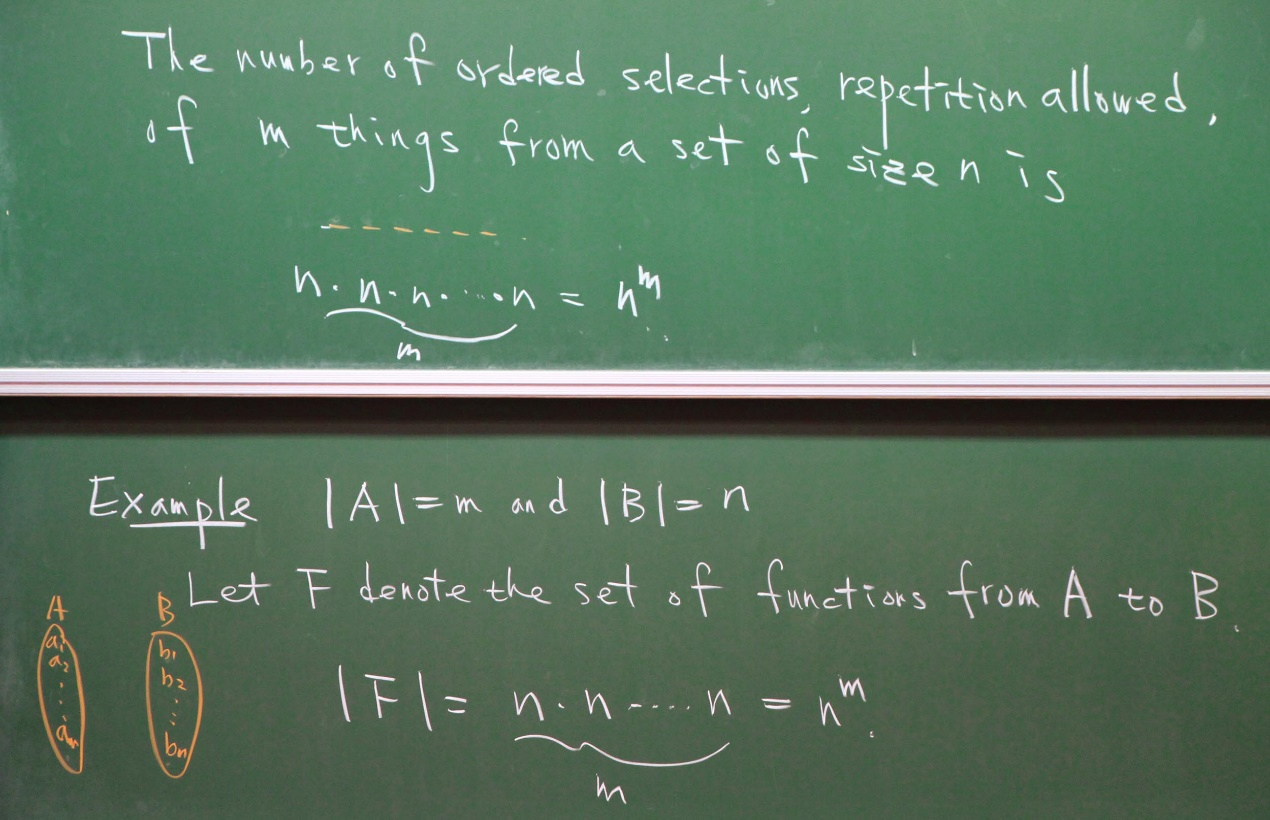 The number of ordered selections, repetition allowed,
of m things from a set of size n is
n · n · n · ··· · n = n^m
m
Example |A| = m and |B| = n
Let F denote the set of functions from A to B.
A B
a1 b1
a2 b2
⋮ ⋮
am bn
|F| = n · n ····· n = n^m.
m